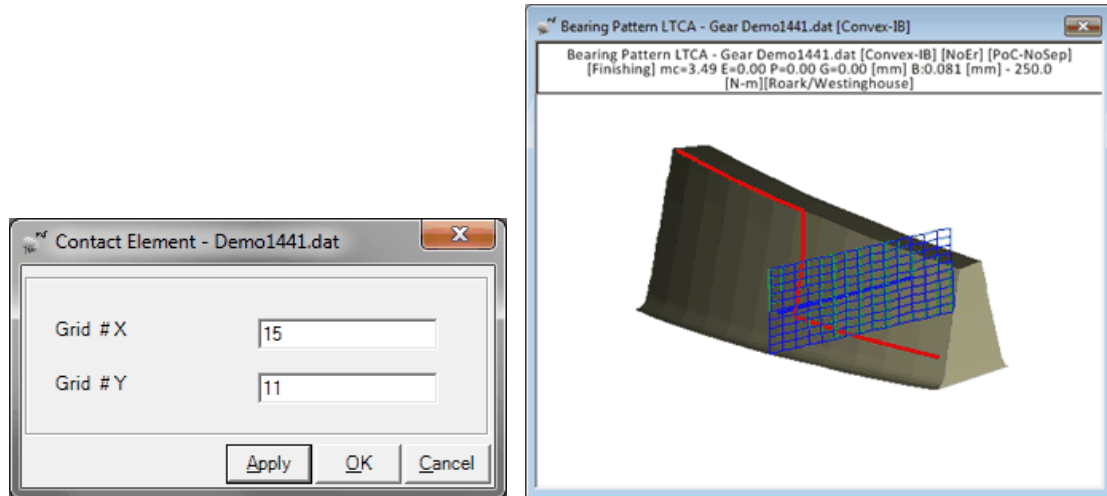 Contact Element - Demo1441.dat
Grid # X
15
Grid # Y
11
Apply
OK
Cancel
Bearing Pattern LTCA - Gear Demo1441.dat [Convex-IB]
Bearing Pattern LTCA - Gear Demo1441.dat [Convex-IB] [NoEr] [PoC-NoSep]
[Finishing] mc=3.49 E=0.00 P=0.00 G=0.00 [mm] B:0.081 [mm] - 250.0
[N-m][Roark/Westinghouse]